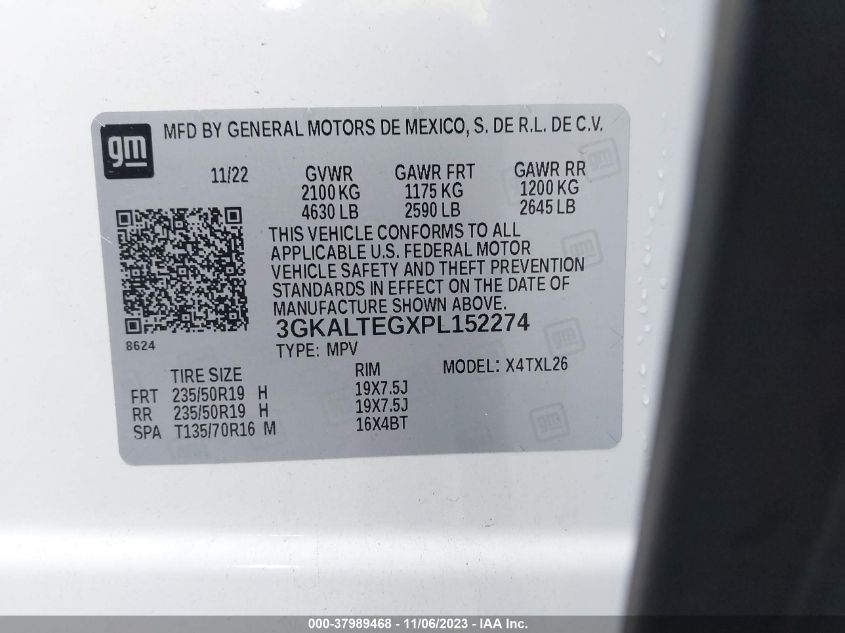 gm
MFD BY GENERAL MOTORS DE MEXICO, S. DE R.L. DE C.V.
11/22 GVWR GAWR FRT GAWR RR
2100 KG 1175 KG 1200 KG
4630 LB 2590 LB 2645 LB
THIS VEHICLE CONFORMS TO ALL
APPLICABLE U.S. FEDERAL MOTOR
VEHICLE SAFETY AND THEFT PREVENTION
STANDARDS IN EFFECT ON THE DATE OF
MANUFACTURE SHOWN ABOVE.
3GKALTEGXPL152274
8624 TYPE: MPV
MODEL: X4TXL26
TIRE SIZE RIM
FRT 235/50R19 H 19X7.5J
RR 235/50R19 H 19X7.5J
SPA T135/70R16 M 16X4BT
000-37989468 - 11/06/2023 - IAA Inc.